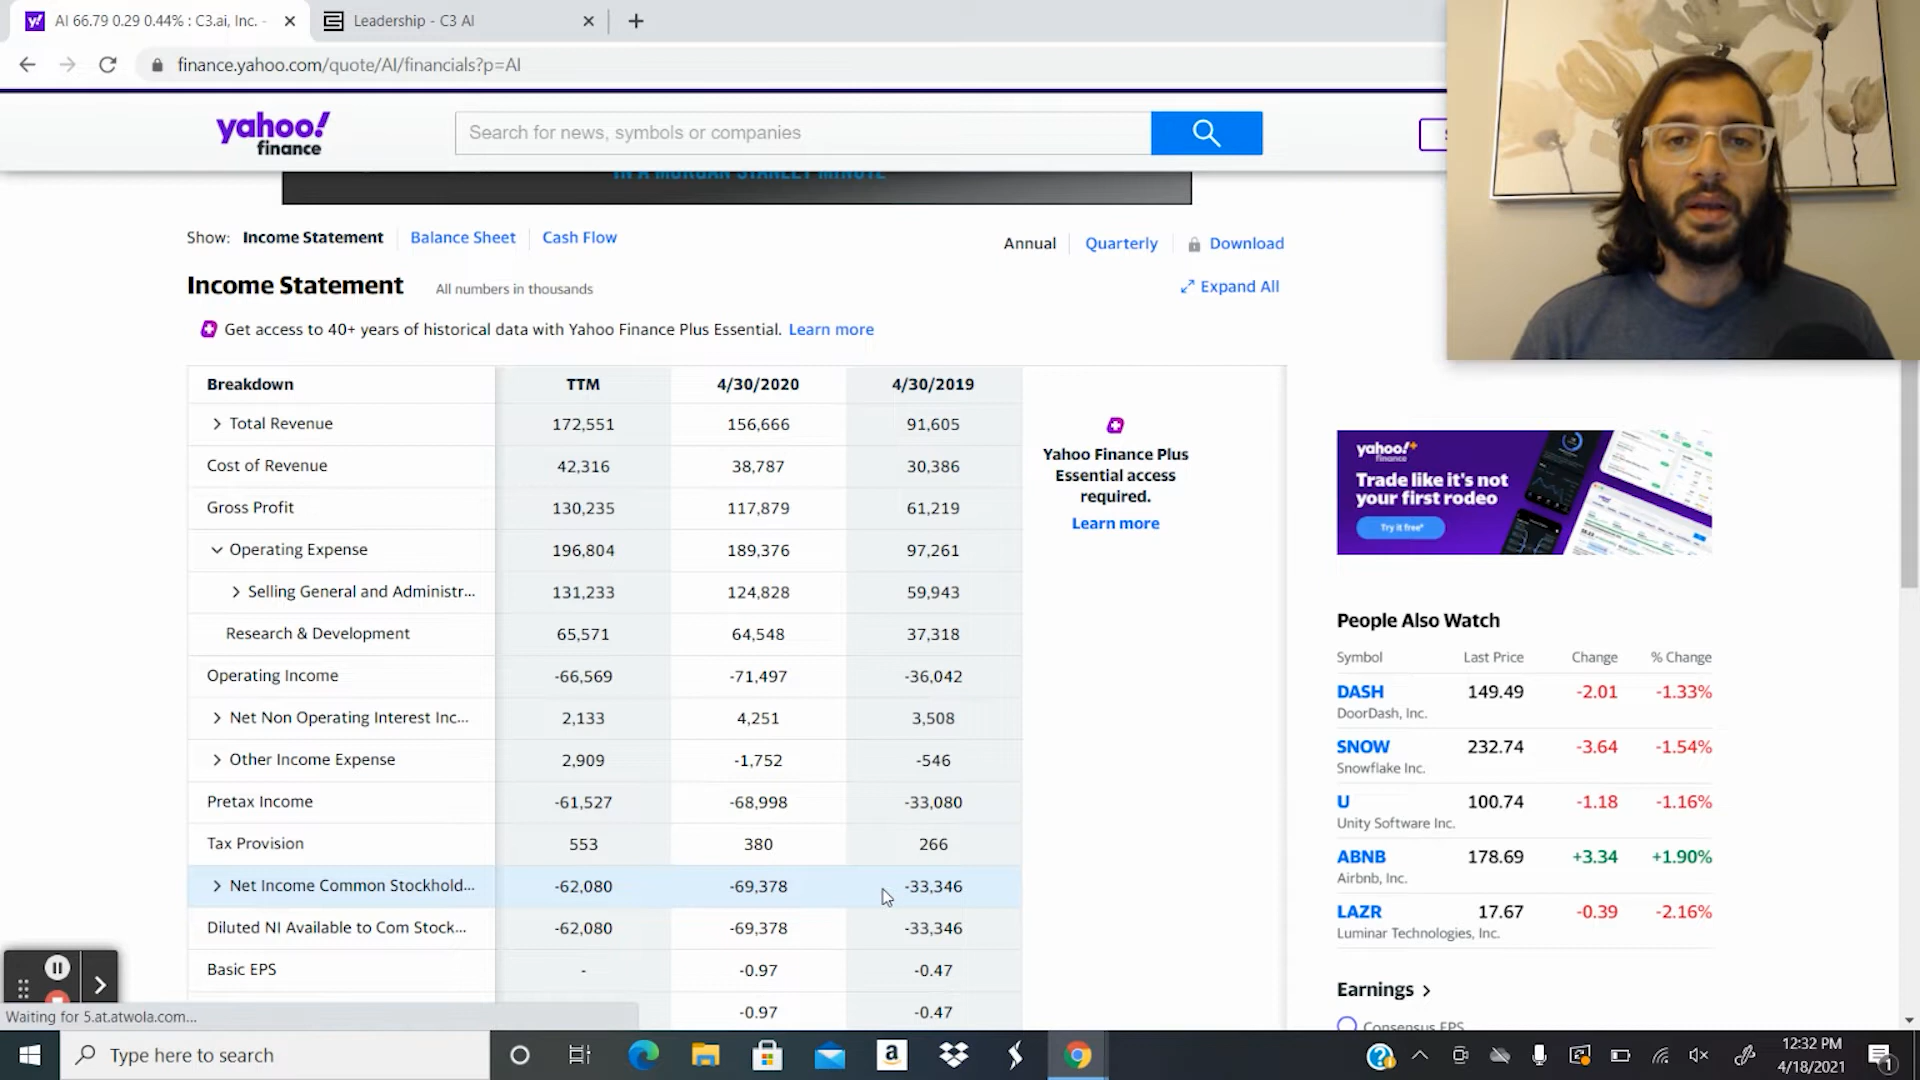 AI 66.79 0.29 0.44% : C3.ai, Inc. -
Leadership - C3 AI
finance.yahoo.com/quote/AI/financials?p=AI
yahoo!
finance
Search for news, symbols or companies
IN A MORGAN STANLEY MINUTE
Show: Income Statement Balance Sheet Cash Flow
Annual Quarterly Download
Income Statement All numbers in thousands
Expand All
Get access to 40+ years of historical data with Yahoo Finance Plus Essential. Learn more
Breakdown TTM 4/30/2020 4/30/2019
Total Revenue 172,551 156,666 91,605
Cost of Revenue 42,316 38,787 30,386
Gross Profit 130,235 117,879 61,219
Operating Expense 196,804 189,376 97,261
Selling General and Administr... 131,233 124,828 59,943
Research & Development 65,571 64,548 37,318
Operating Income -66,569 -71,497 -36,042
Net Non Operating Interest Inc... 2,133 4,251 3,508
Other Income Expense 2,909 -1,752 -546
Pretax Income -61,527 -68,998 -33,080
Tax Provision 553 380 266
Net Income Common Stockhold... -62,080 -69,378 -33,346
Diluted NI Available to Com Stock... -62,080 -69,378 -33,346
Basic EPS - -0.97 -0.47
-0.97 -0.47
Yahoo Finance Plus
Essential access
required.
Learn more
yahoo!+
finance
Trade like it's not
your first rodeo
Try it free*
People Also Watch
Symbol Last Price Change % Change
DASH 149.49 -2.01 -1.33%
DoorDash, Inc.
SNOW 232.74 -3.64 -1.54%
Snowflake Inc.
U 100.74 -1.18 -1.16%
Unity Software Inc.
ABNB 178.69 +3.34 +1.90%
Airbnb, Inc.
LAZR 17.67 -0.39 -2.16%
Luminar Technologies, Inc.
Earnings
Consensus EPS
Waiting for 5.at.atwola.com...
Type here to search
12:32 PM
4/18/2021
1